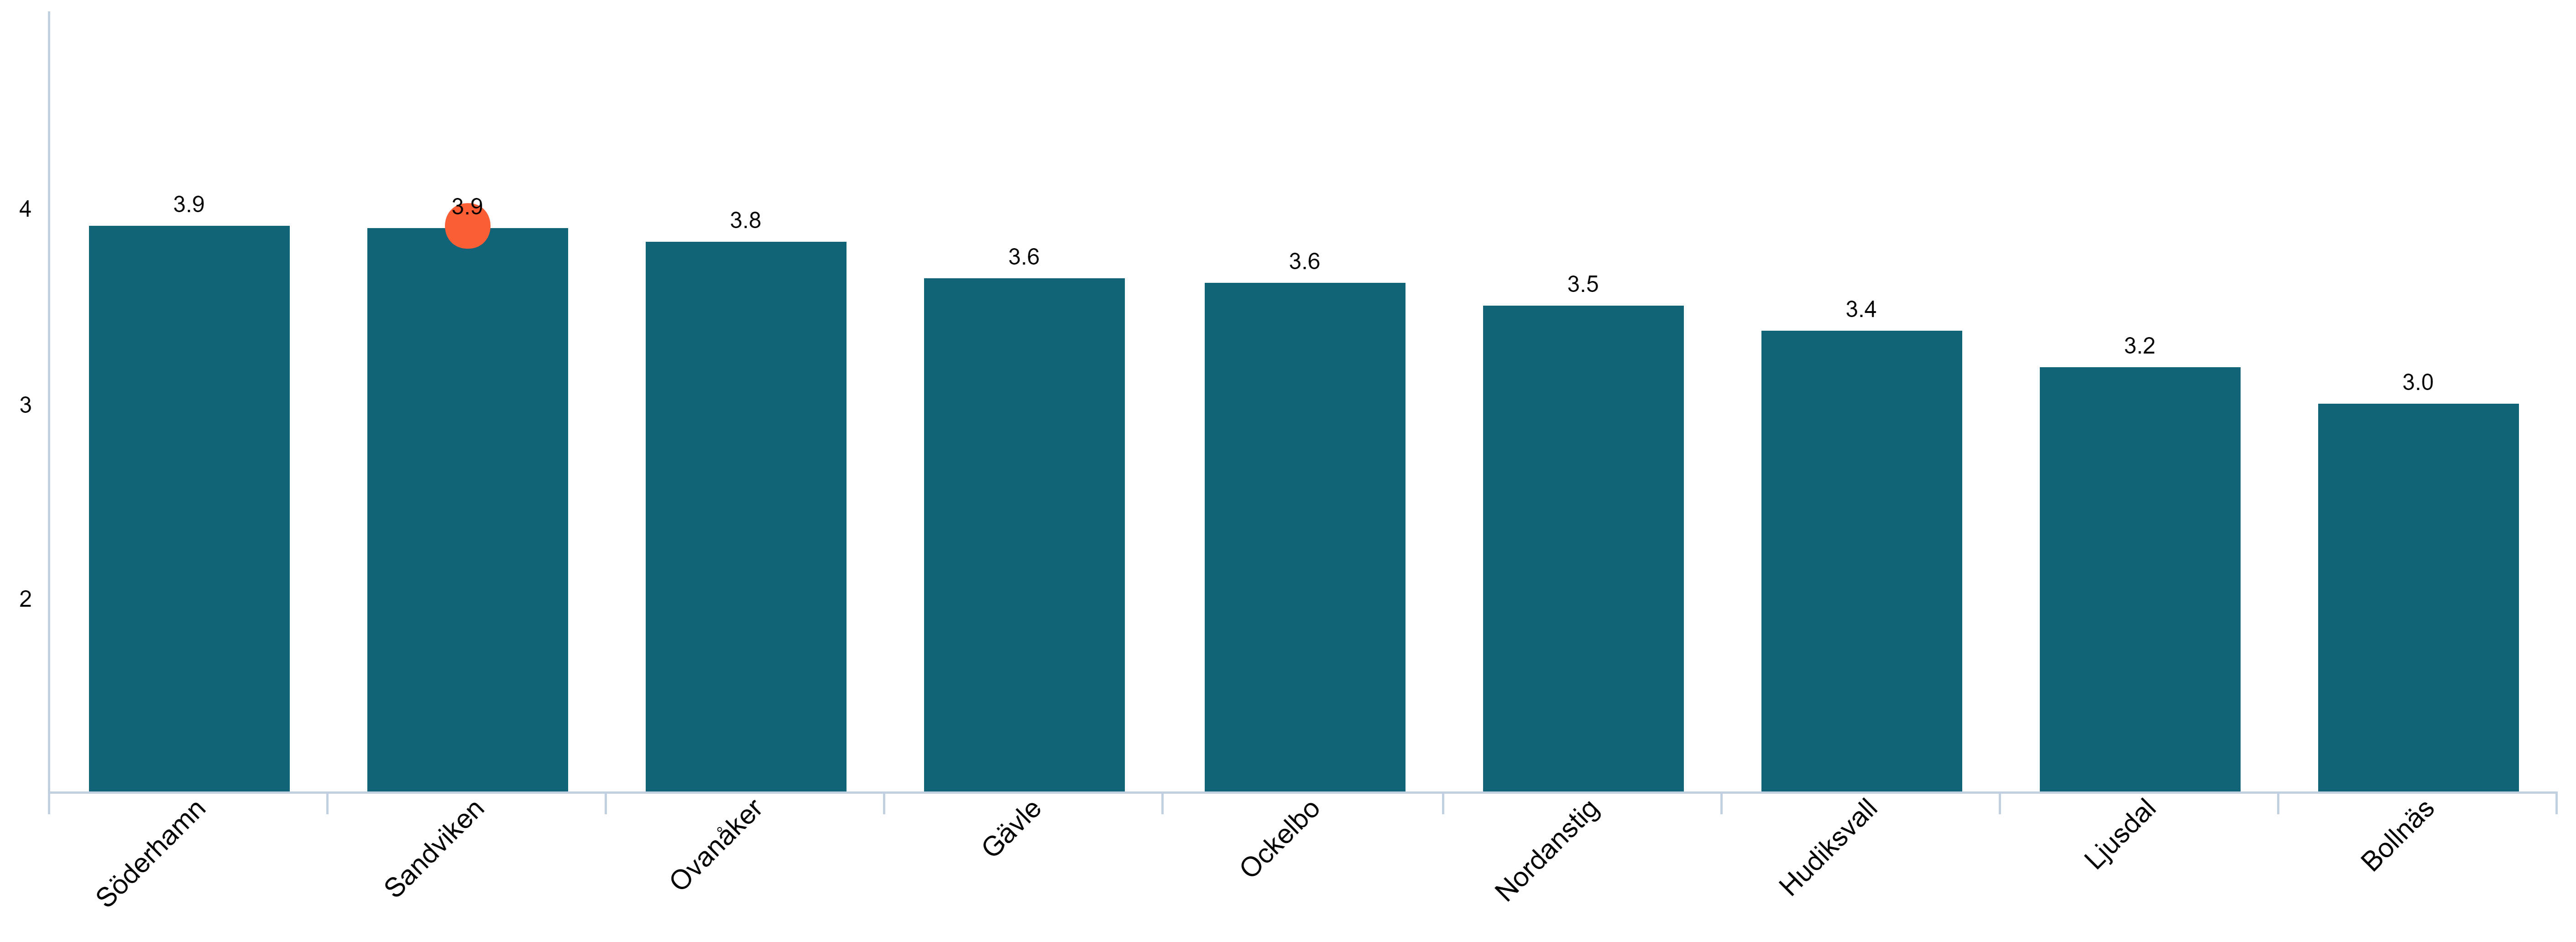 4
3
2
3.9
3.9
3.8
3.6
3.6
3.5
3.4
3.2
3.0
Söderhamn
Sandviken
Ovanåker
Gävle
Ockelbo
Nordanstig
Hudiksvall
Ljusdal
Bollnäs